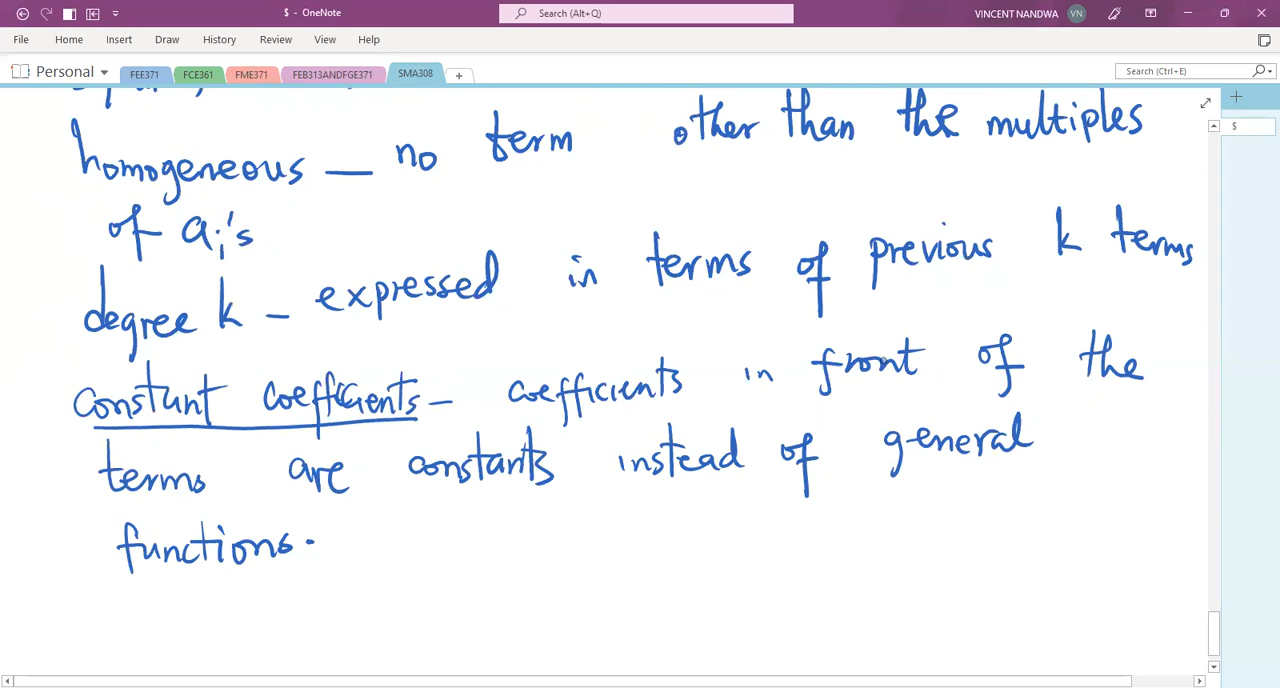 $ - OneNote
Search (Alt+Q)
VINCENT NANDWA
VN
File Home Insert Draw History Review View Help
Personal
FEE371 FCE361 FME371 FEB313ANDFGE371 SMA308
Search (Ctrl+E)
$
homogeneous — no term other than the multiples
of aᵢ's
degree k – expressed in terms of previous k terms
constant coefficients – coefficients in front of the
terms are constants instead of general
functions.